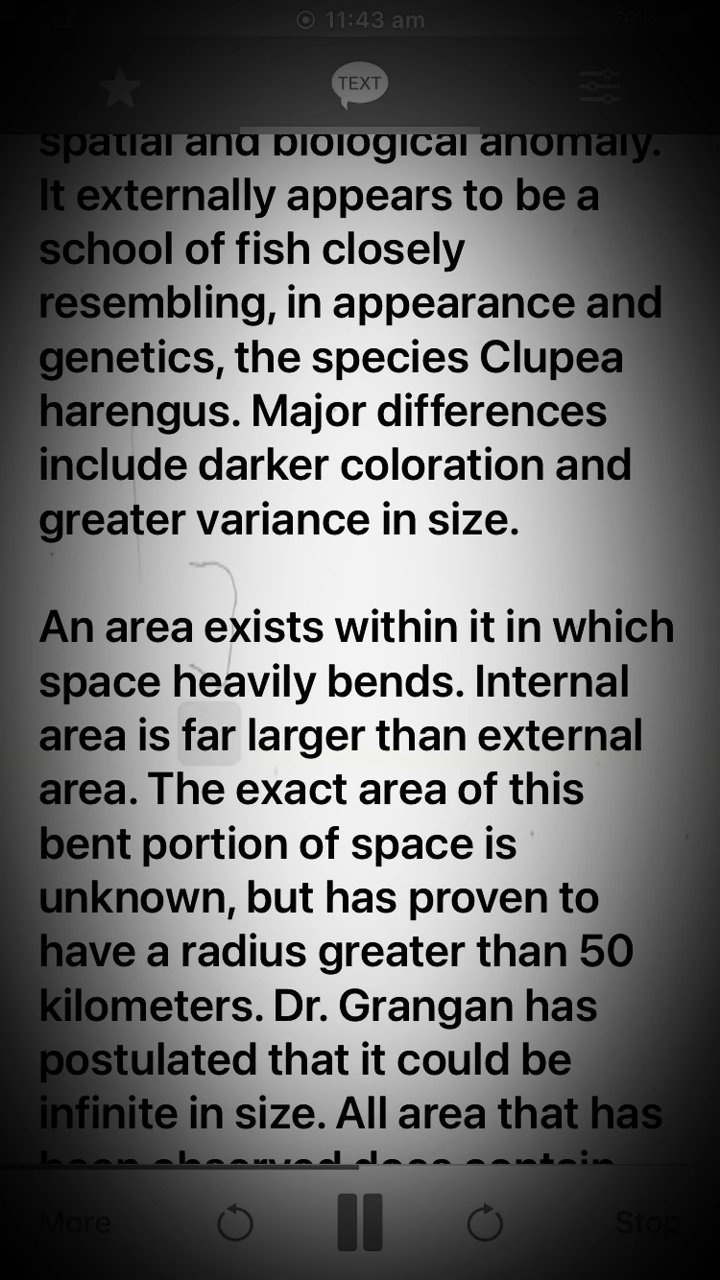 11:43 am
TEXT
spatial and biological anomaly.
It externally appears to be a
school of fish closely
resembling, in appearance and
genetics, the species Clupea
harengus. Major differences
include darker coloration and
greater variance in size.
An area exists within it in which
space heavily bends. Internal
area is far larger than external
area. The exact area of this
bent portion of space is
unknown, but has proven to
have a radius greater than 50
kilometers. Dr. Grangan has
postulated that it could be
infinite in size. All area that has
been observed does contain
More
Stop